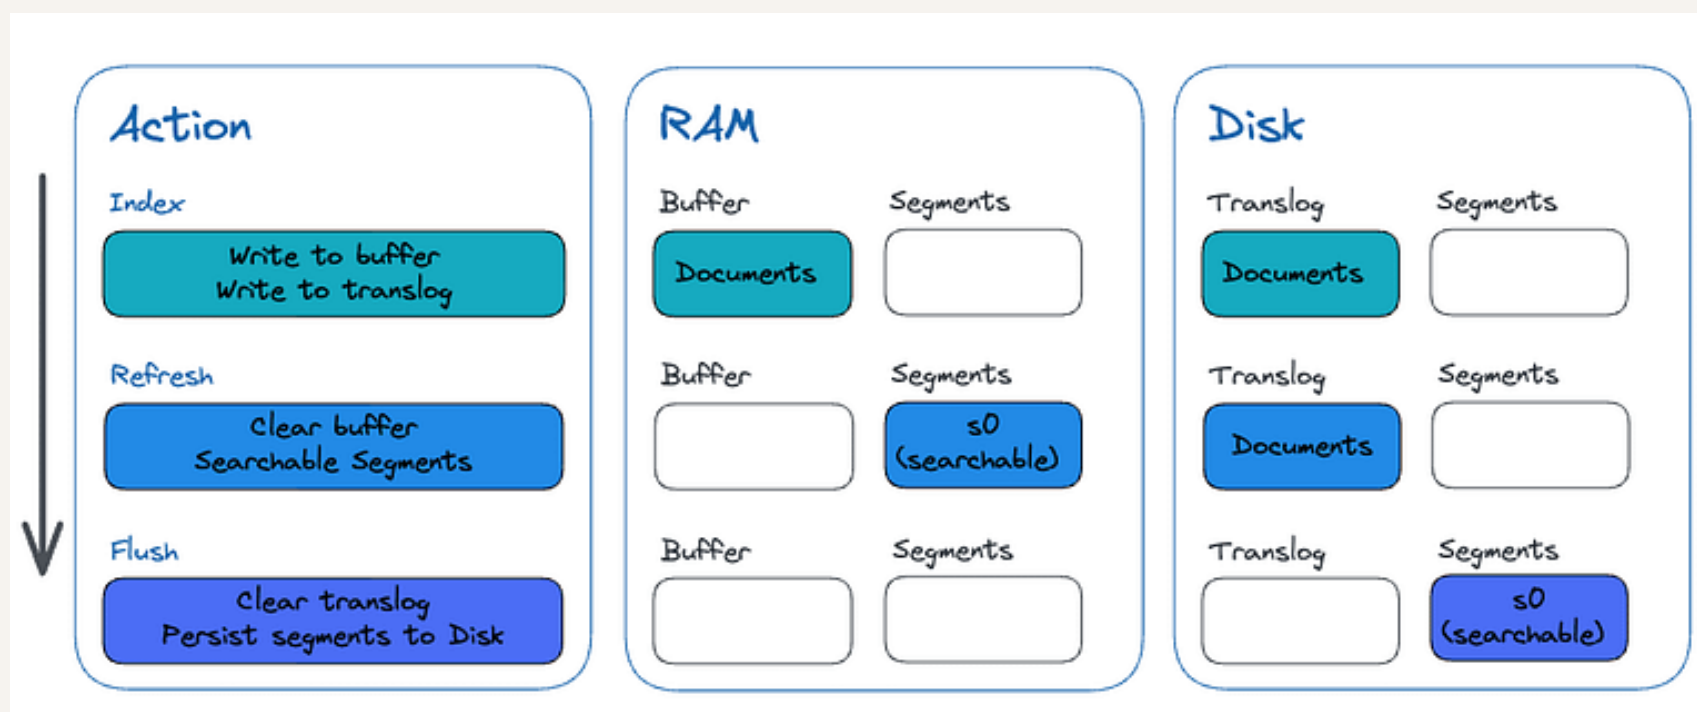 Action
Index
Write to buffer
Write to translog
Refresh
Clear buffer
Searchable Segments
Flush
Clear translog
Persist segments to Disk
RAM
Buffer
Segments
Documents
Buffer
Segments
s0
(searchable)
Buffer
Segments
Disk
Translog
Segments
Documents
Translog
Segments
Documents
Translog
Segments
s0
(searchable)